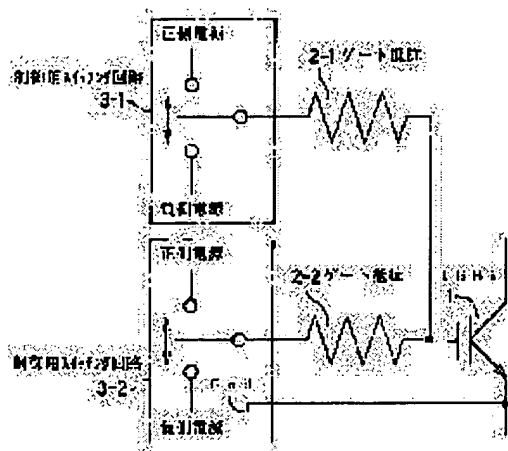 正側電源
制御用スイッチング回路
3-1
2-1 ゲート抵抗
負側電源
正側電源
2-2 ゲート抵抗
1
制御用スイッチング回路
3-2
負側電源